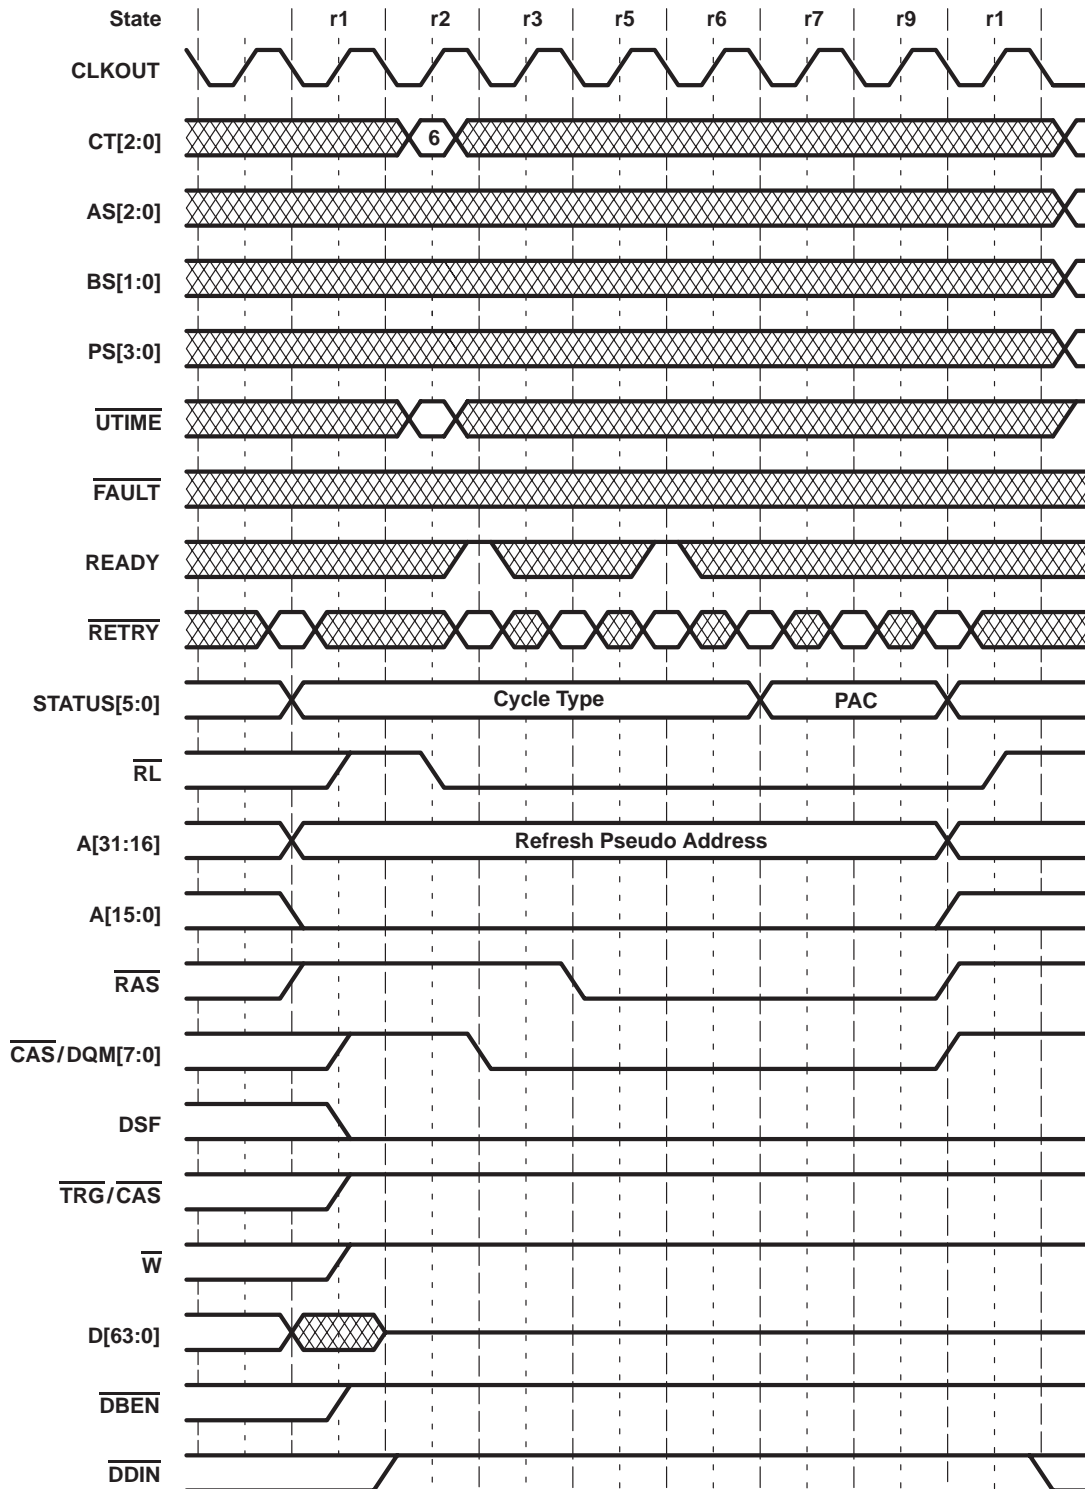 State r1 r2 r3 r5 r6 r7 r9 r1
CLKOUT
CT[2:0] 6
AS[2:0]
BS[1:0]
PS[3:0]
UTIME
FAULT
READY
RETRY
STATUS[5:0] Cycle Type PAC
RL
A[31:16] Refresh Pseudo Address
A[15:0]
RAS
CAS/DQM[7:0]
DSF
TRG/CAS
W
D[63:0]
DBEN
DDIN